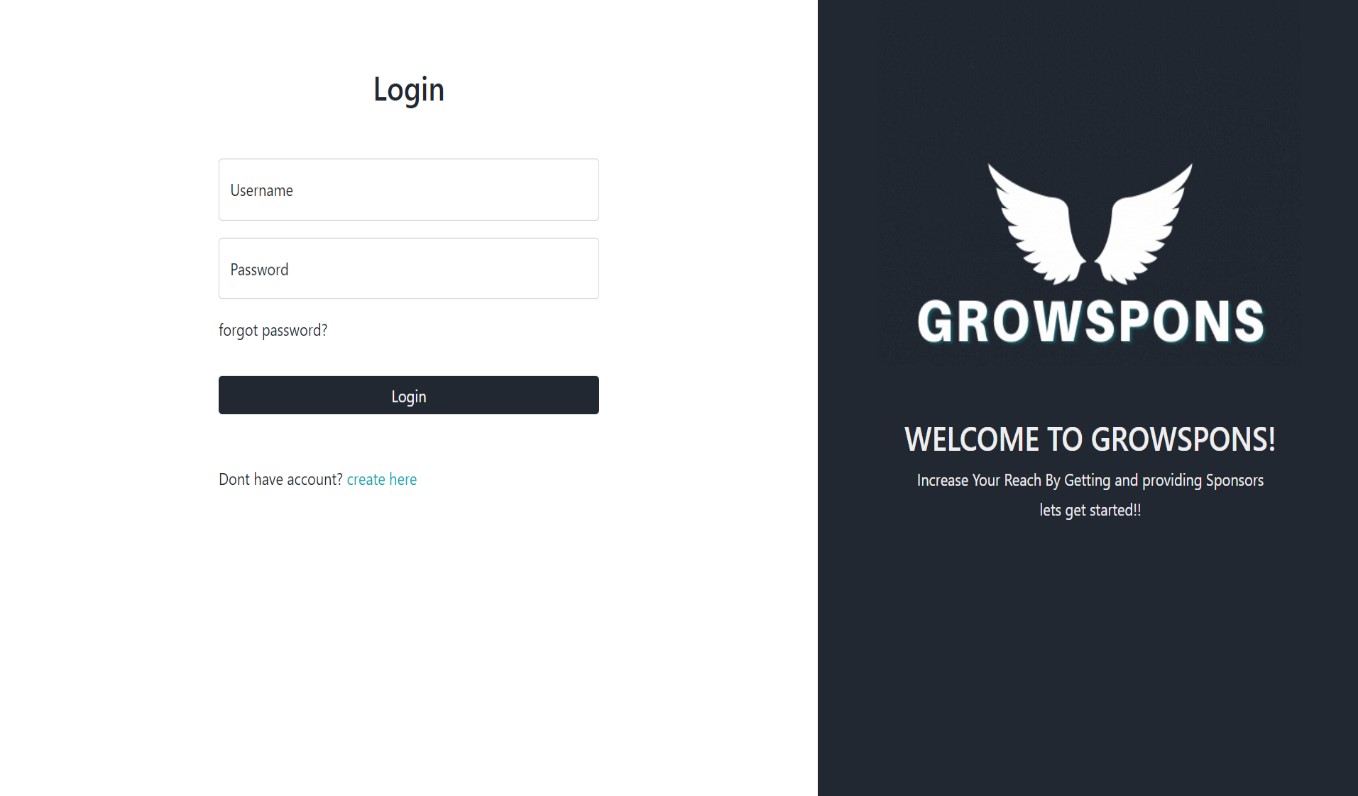 Login
Username
Password
forgot password?
Login
Dont have account? create here
GROWSPONS
WELCOME TO GROWSPONS!
Increase Your Reach By Getting and providing Sponsors
lets get started!!